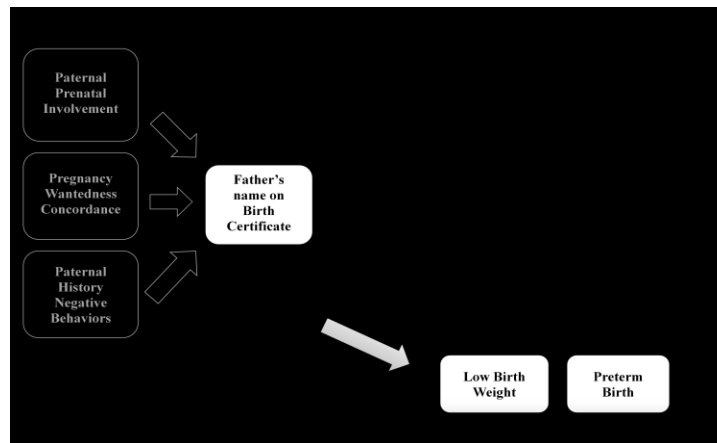 Paternal
Prenatal
Involvement
Pregnancy
Wantedness
Concordance
Paternal
History
Negative
Behaviors
Father's
name on
Birth
Certificate
Low Birth
Weight
Preterm
Birth